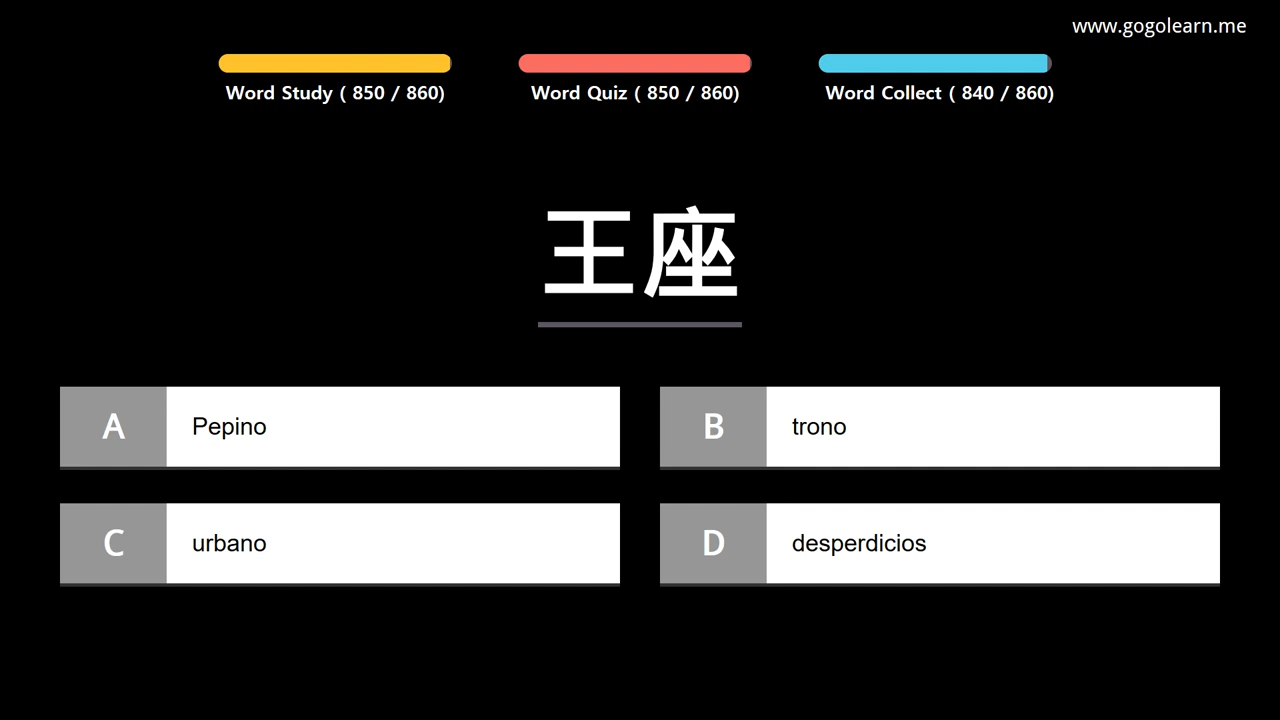 www.gogolearn.me
Word Study ( 850 / 860)
Word Quiz ( 850 / 860)
Word Collect ( 840 / 860)
王座
A Pepino
B trono
C urbano
D desperdicios